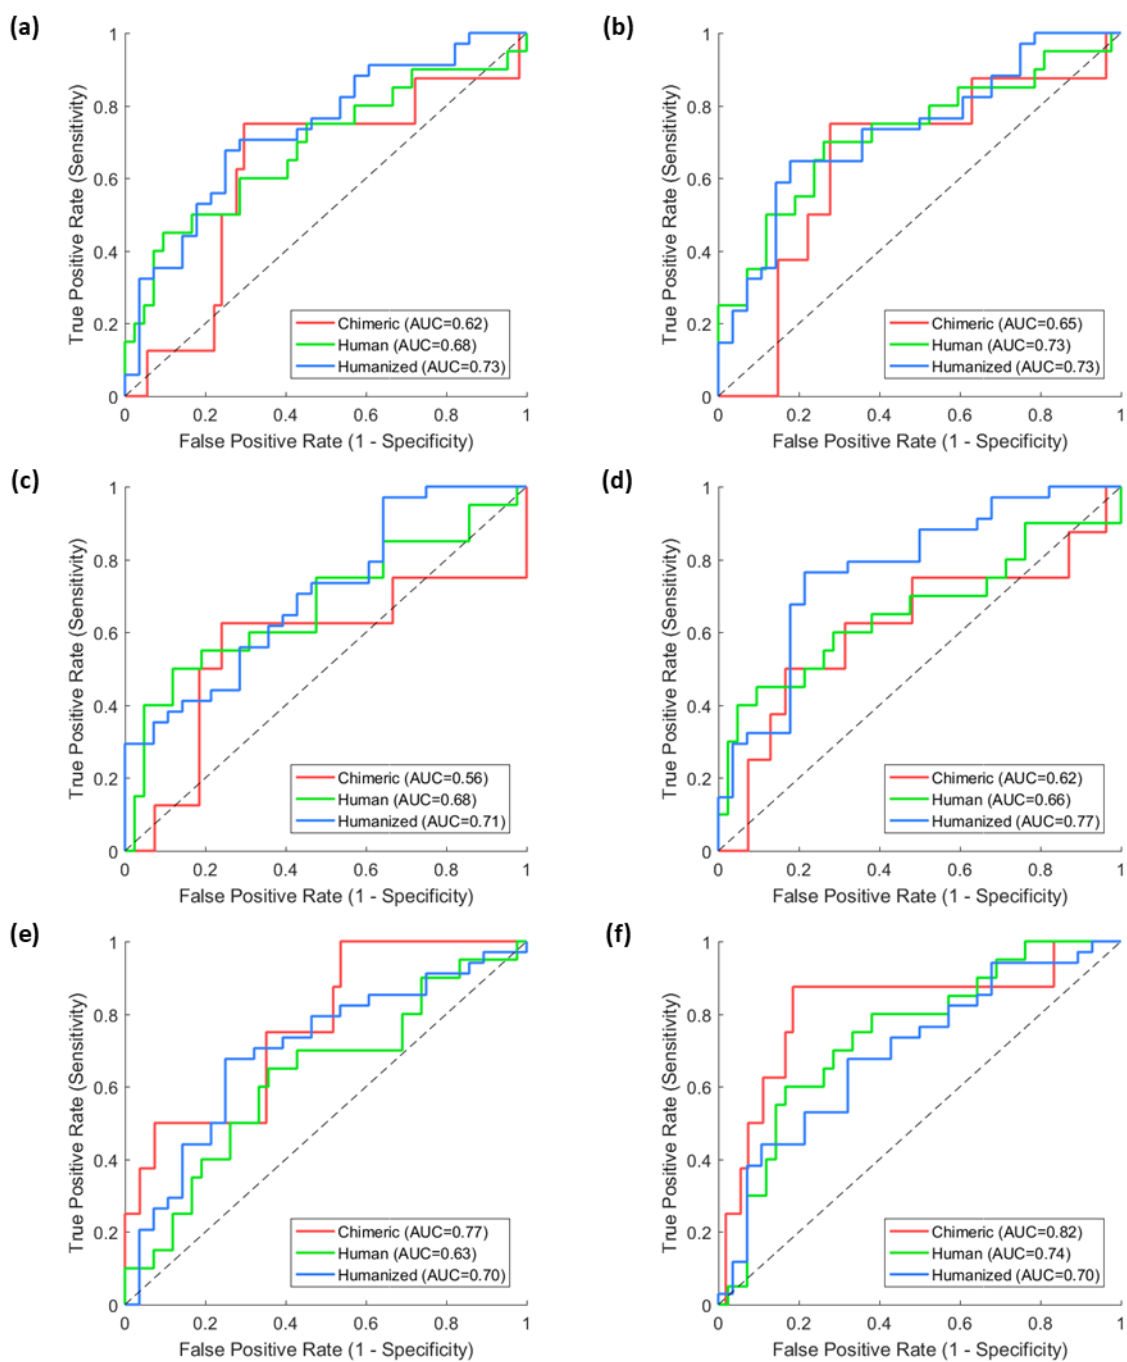 (a)
True Positive Rate (Sensitivity)
1
0.8
0.6
0.4
0.2
0
Chimeric (AUC=0.62)
Human (AUC=0.68)
Humanized (AUC=0.73)
0 0.2 0.4 0.6 0.8 1
False Positive Rate (1 - Specificity)
(b)
True Positive Rate (Sensitivity)
1
0.8
0.6
0.4
0.2
0
Chimeric (AUC=0.65)
Human (AUC=0.73)
Humanized (AUC=0.73)
0 0.2 0.4 0.6 0.8 1
False Positive Rate (1 - Specificity)
(c)
True Positive Rate (Sensitivity)
1
0.8
0.6
0.4
0.2
0
Chimeric (AUC=0.56)
Human (AUC=0.68)
Humanized (AUC=0.71)
0 0.2 0.4 0.6 0.8 1
False Positive Rate (1 - Specificity)
(d)
True Positive Rate (Sensitivity)
1
0.8
0.6
0.4
0.2
0
Chimeric (AUC=0.62)
Human (AUC=0.66)
Humanized (AUC=0.77)
0 0.2 0.4 0.6 0.8 1
False Positive Rate (1 - Specificity)
(e)
True Positive Rate (Sensitivity)
1
0.8
0.6
0.4
0.2
0
Chimeric (AUC=0.77)
Human (AUC=0.63)
Humanized (AUC=0.70)
0 0.2 0.4 0.6 0.8 1
False Positive Rate (1 - Specificity)
(f)
True Positive Rate (Sensitivity)
1
0.8
0.6
0.4
0.2
0
Chimeric (AUC=0.82)
Human (AUC=0.74)
Humanized (AUC=0.70)
0 0.2 0.4 0.6 0.8 1
False Positive Rate (1 - Specificity)